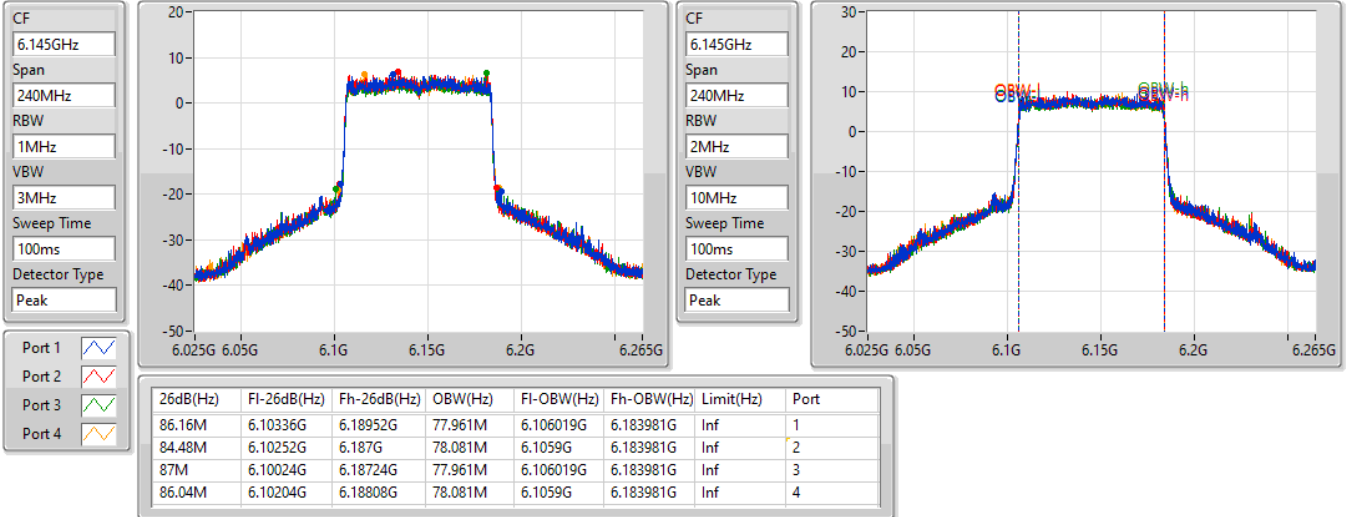 CF
6.145GHz
Span
240MHz
RBW
1MHz
VBW
3MHz
Sweep Time
100ms
Detector Type
Peak
20
10
0
-10
-20
-30
-40
-50
6.025G 6.05G 6.1G 6.15G 6.2G 6.265G
CF
6.145GHz
Span
240MHz
RBW
2MHz
VBW
10MHz
Sweep Time
100ms
Detector Type
Peak
30
20
10
0
-10
-20
-30
-40
-50
OBW-l OBW-h
6.025G 6.05G 6.1G 6.15G 6.2G 6.265G
Port 1
Port 2
Port 3
Port 4
26dB(Hz) Fl-26dB(Hz) Fh-26dB(Hz) OBW(Hz) Fl-OBW(Hz) Fh-OBW(Hz) Limit(Hz) Port
86.16M 6.10336G 6.18952G 77.961M 6.106019G 6.183981G Inf 1
84.48M 6.10252G 6.187G 78.081M 6.1059G 6.183981G Inf 2
87M 6.10024G 6.18724G 77.961M 6.106019G 6.183981G Inf 3
86.04M 6.10204G 6.18808G 78.081M 6.1059G 6.183981G Inf 4